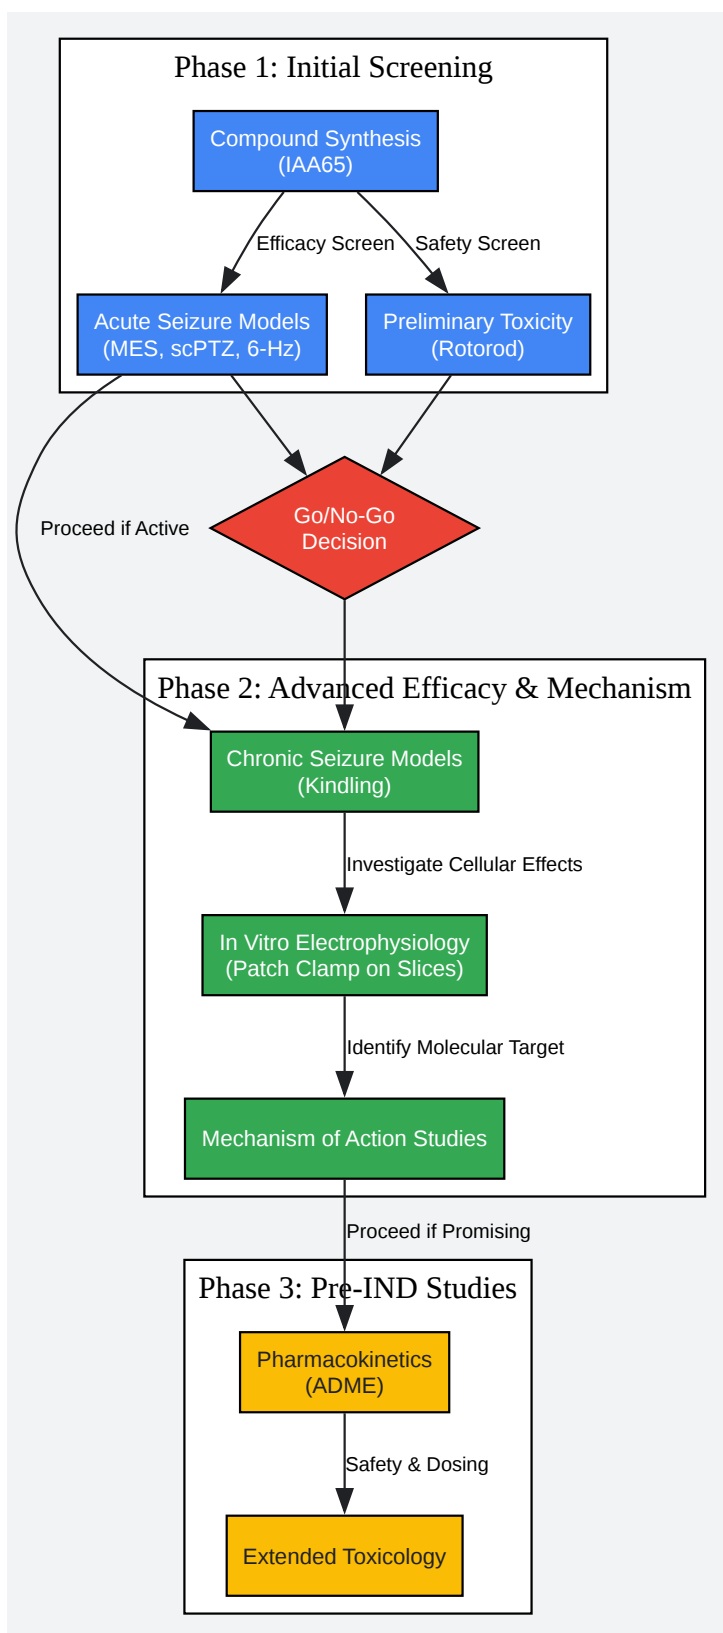 Phase 1: Initial Screening
Compound Synthesis
(IAA65)
Efficacy Screen
Safety Screen
Acute Seizure Models
(MES, scPTZ, 6-Hz)
Preliminary Toxicity
(Rotorod)
Proceed if Active
Go/No-Go
Decision
Phase 2: Advanced Efficacy & Mechanism
Chronic Seizure Models
(Kindling)
Investigate Cellular Effects
In Vitro Electrophysiology
(Patch Clamp on Slices)
Identify Molecular Target
Mechanism of Action Studies
Proceed if Promising
Phase 3: Pre-IND Studies
Pharmacokinetics
(ADME)
Safety & Dosing
Extended Toxicology